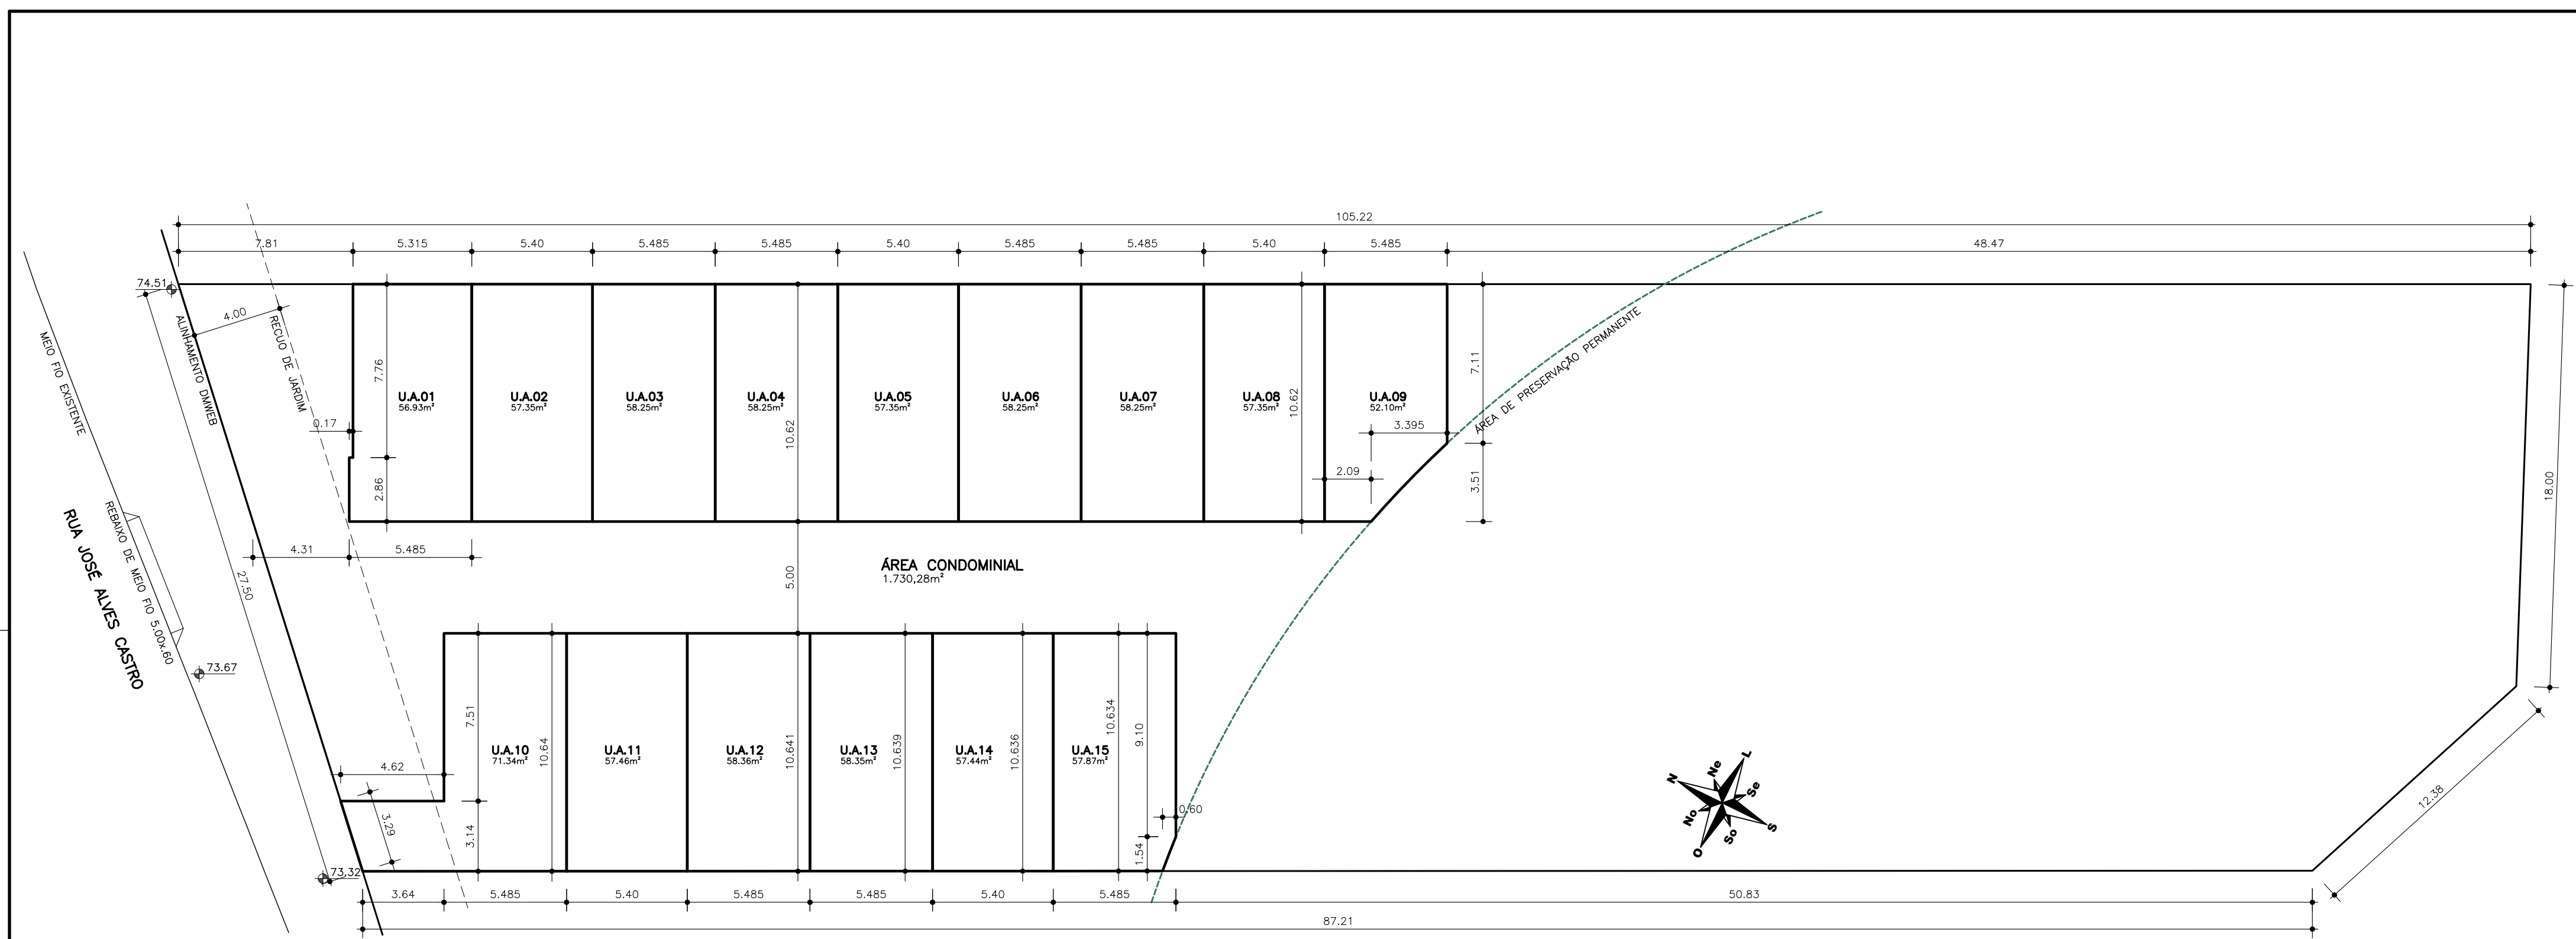 105.22
7.81
5.315
5.40
5.485
5.485
5.40
5.485
5.485
5.40
5.485
48.47
74.51
4.00
MEIO FIO EXISTENTE
ALINHAMENTO DMWEB
RECUO DE JARDIM
7.76
U.A.01
56.93m²
U.A.02
57.35m²
U.A.03
58.25m²
U.A.04
58.25m²
U.A.05
57.35m²
U.A.06
58.25m²
U.A.07
58.25m²
U.A.08
57.35m²
U.A.09
52.10m²
10.62
10.62
7.11
ÁREA DE PRESERVAÇÃO PERMANENTE
0.17
3.395
2.86
2.09
3.51
18.00
4.31
5.485
27.50
RUA JOSÉ ALVES CASTRO
REBAIXO DE MEIO FIO 5.00x.60
5.00
ÁREA CONDOMINIAL
1.730,28m²
73.67
7.51
10.64
10.641
10.639
10.636
10.634
9.10
U.A.10
71.34m²
U.A.11
57.46m²
U.A.12
58.36m²
U.A.13
58.35m²
U.A.14
57.44m²
U.A.15
57.87m²
4.62
3.29
3.14
0.60
1.54
N
Ne
L
Se
S
So
O
No
12.38
73,32
3.64
5.485
5.40
5.485
5.485
5.40
5.485
50.83
87.21